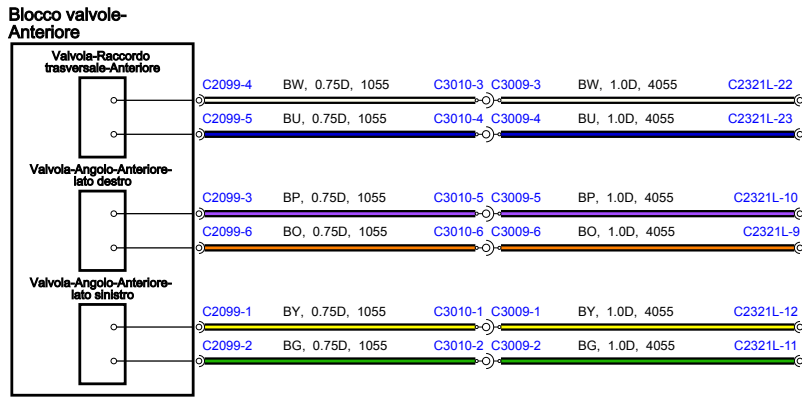 Blocco valvole-
Anteriore
Valvola-Raccordo
trasversale-Anteriore
C2099-4 BW, 0.75D, 1055 C3010-3 C3009-3 BW, 1.0D, 4055 C2321L-22
C2099-5 BU, 0.75D, 1055 C3010-4 C3009-4 BU, 1.0D, 4055 C2321L-23
Valvola-Angolo-Anteriore-
lato destro
C2099-3 BP, 0.75D, 1055 C3010-5 C3009-5 BP, 1.0D, 4055 C2321L-10
C2099-6 BO, 0.75D, 1055 C3010-6 C3009-6 BO, 1.0D, 4055 C2321L-9
Valvola-Angolo-Anteriore-
lato sinistro
C2099-1 BY, 0.75D, 1055 C3010-1 C3009-1 BY, 1.0D, 4055 C2321L-12
C2099-2 BG, 0.75D, 1055 C3010-2 C3009-2 BG, 1.0D, 4055 C2321L-11